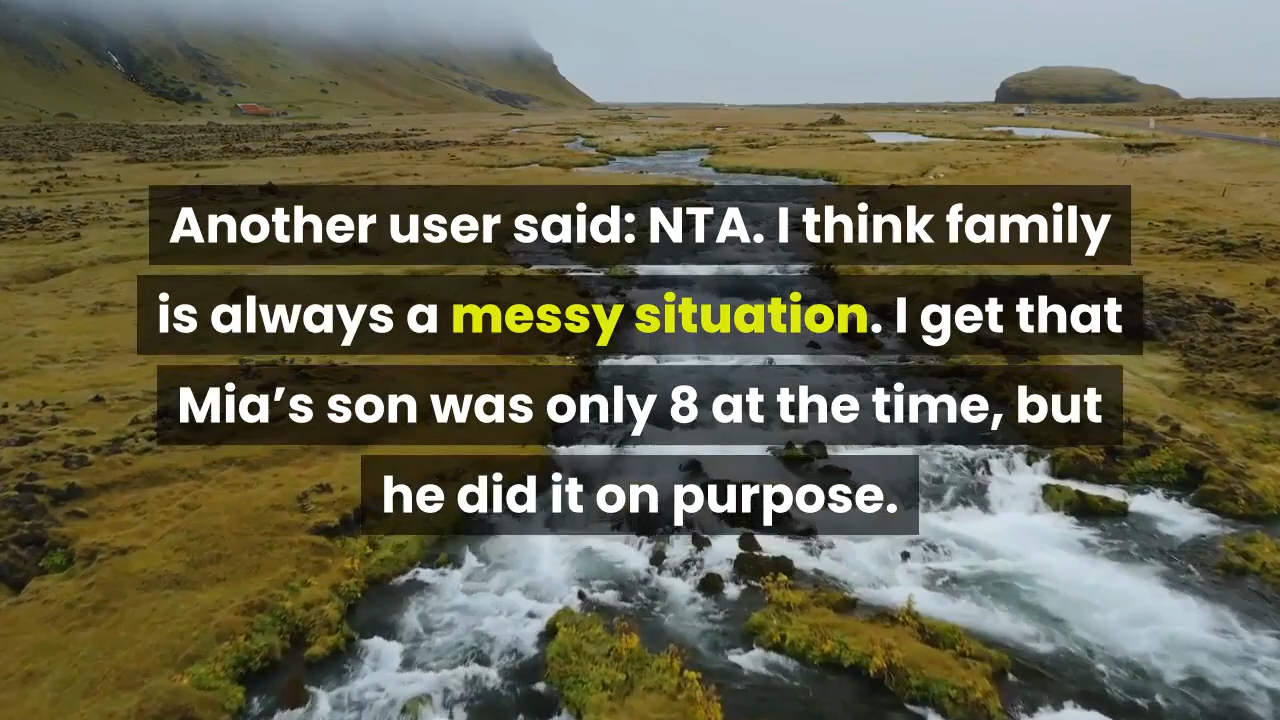 Another user said: NTA. I think family
is always a messy situation. I get that
Mia’s son was only 8 at the time, but
he did it on purpose.